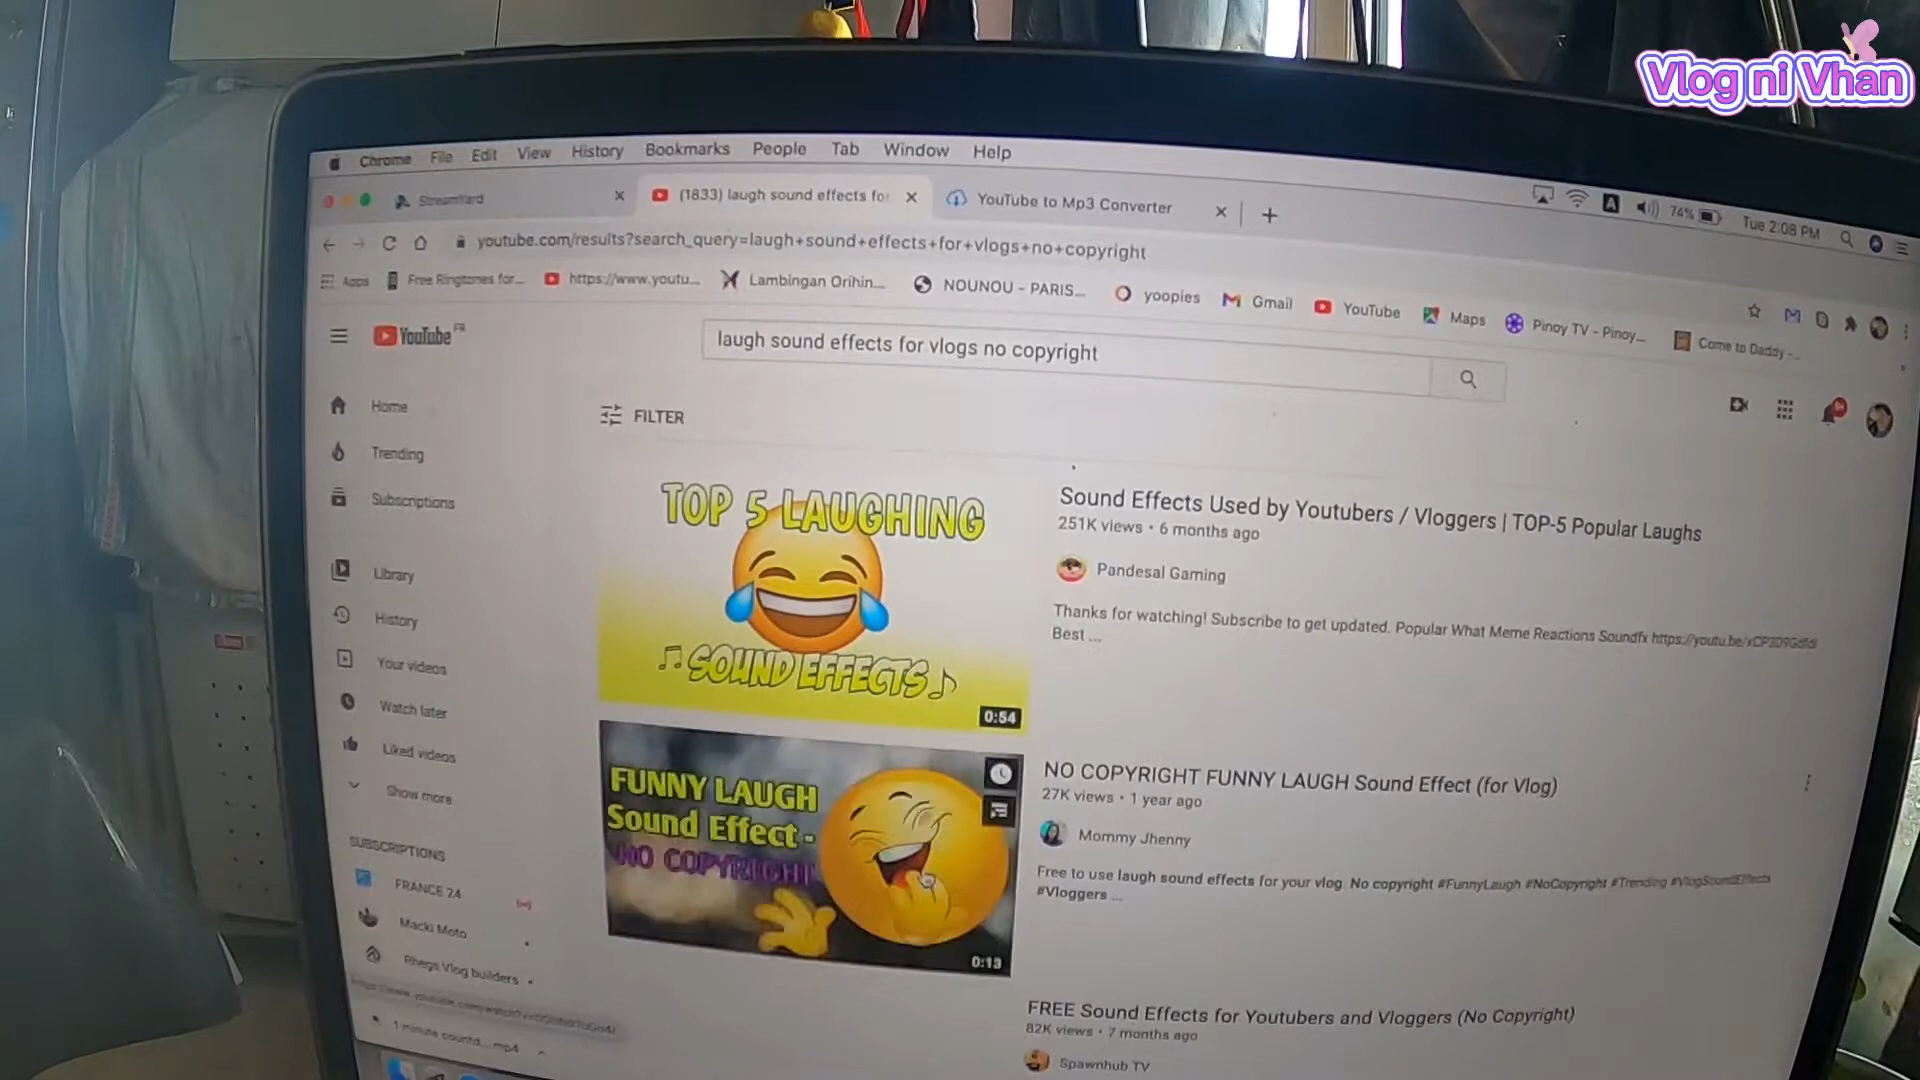 Vlog ni Vhan
Chrome File Edit View History Bookmarks People Tab Window Help
74% Tue 2:08 PM
StreamYard
(1833) laugh sound effects for
YouTube to Mp3 Converter
youtube.com/results?search_query=laugh+sound+effects+for+vlogs+no+copyright
Apps Free Ringtones for... https://www.youtu... Lambingan Orihin... NOUNOU - PARIS... yoopies Gmail YouTube Maps Pinoy TV - Pinoy... Come to Daddy -...
YouTube FR
laugh sound effects for vlogs no copyright
FILTER
Home
Trending
Subscriptions
Library
History
Your videos
Watch later
Liked videos
Show more
SUBSCRIPTIONS
FRANCE 24
Macki Moto
Rhegs Vlog builders
1 minute countd....mp4
TOP 5 LAUGHING
SOUND EFFECTS
0:54
Sound Effects Used by Youtubers / Vloggers | TOP-5 Popular Laughs
251K views • 6 months ago
Pandesal Gaming
Thanks for watching! Subscribe to get updated. Popular What Meme Reactions Soundfx
Best ...
FUNNY LAUGH
Sound Effect -
NO COPYRIGHT
0:13
NO COPYRIGHT FUNNY LAUGH Sound Effect (for Vlog)
27K views • 1 year ago
Mommy Jhenny
Free to use laugh sound effects for your vlog. No copyright #FunnyLaugh #NoCopyright #Trending #VlogSoundEffects
#Vloggers ...
FREE Sound Effects for Youtubers and Vloggers (No Copyright)
82K views • 7 months ago
Spawnhub TV